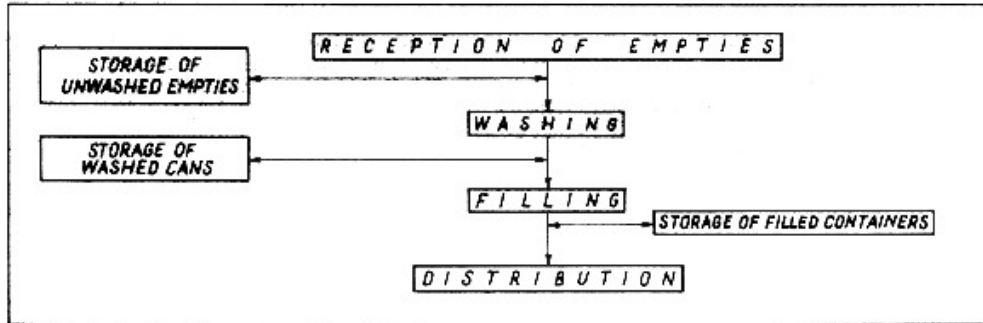 RECEPTION OF EMPTIES
STORAGE OF
UNWASHED EMPTIES
WASHING
STORAGE OF
WASHED CANS
FILLING
STORAGE OF FILLED CONTAINERS
DISTRIBUTION